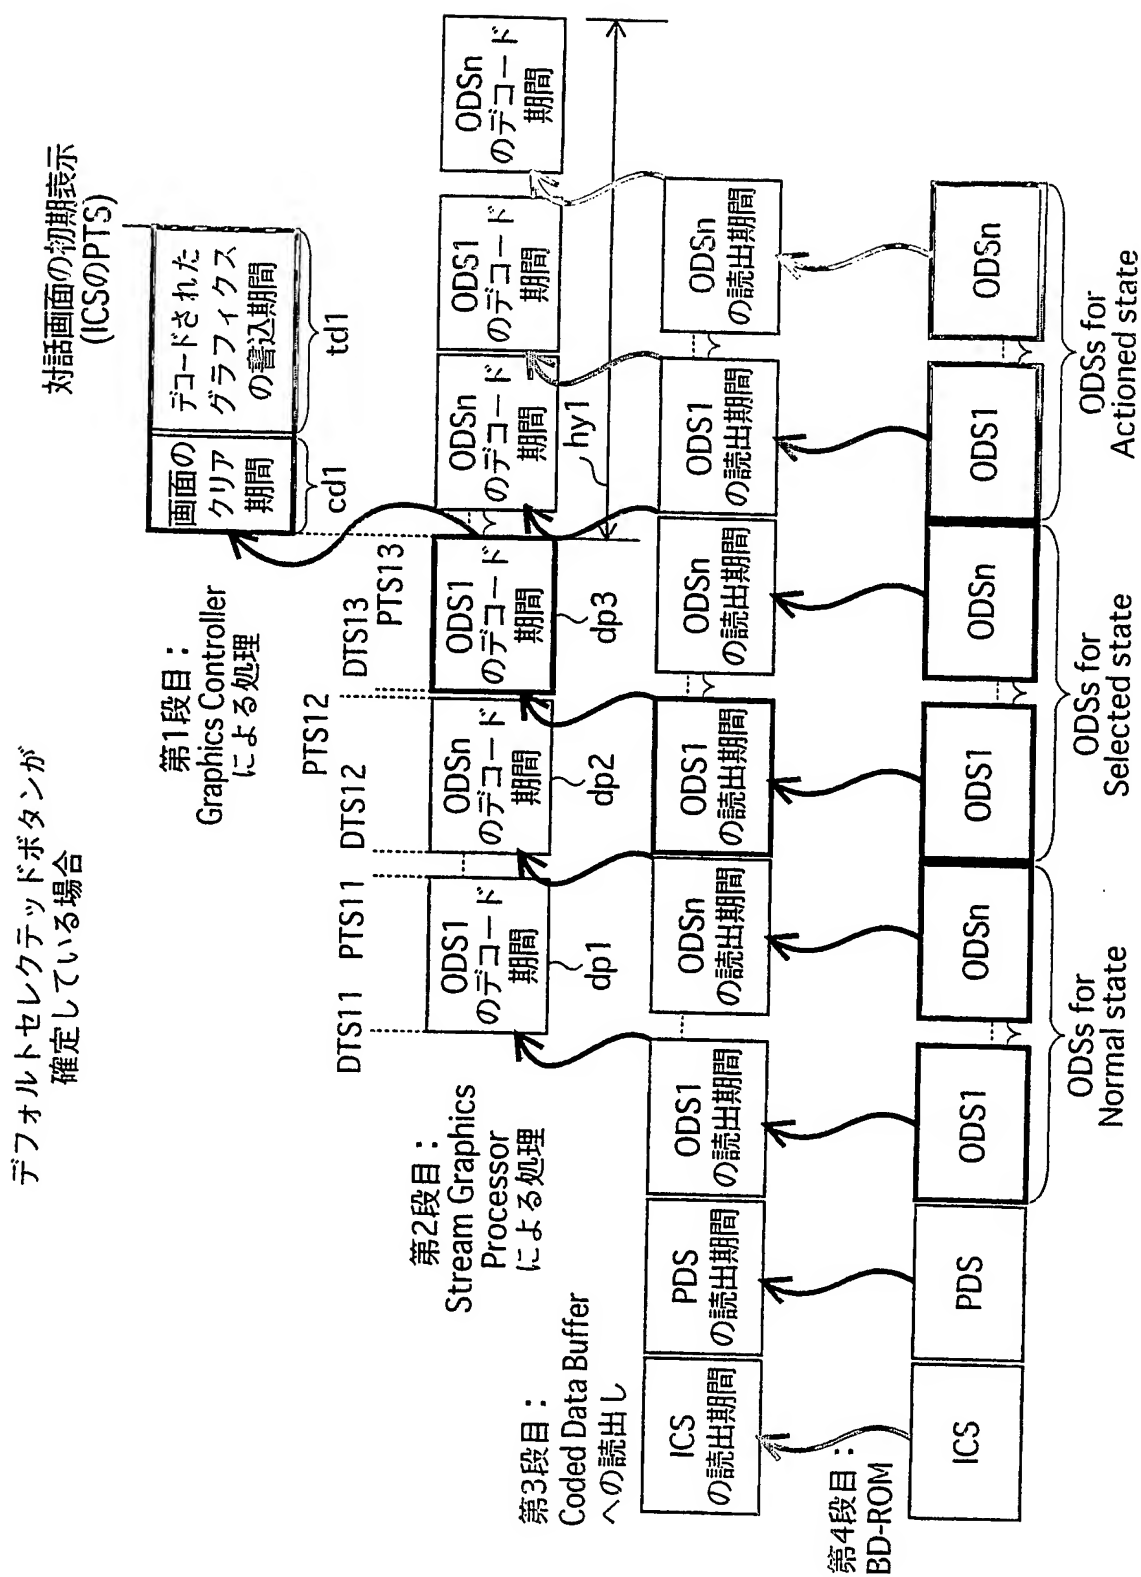 デフォルトセレクテッドボタンが
確定している場合
対話画面の初期表示
(ICSのPTS)
第1段目：
Graphics Controller
による処理
画面の
クリア
期間
デコードされた
グラフィクス
の書込期間
cd1
td1
DTS11
PTS11
DTS12
PTS12
DTS13
PTS13
第2段目：
Stream Graphics
Processor
による処理
ODS1
のデコード
期間
ODSn
のデコード
期間
ODS1
のデコード
期間
ODSn
のデコード
期間
ODS1
のデコード
期間
ODSn
のデコード
期間
dp1
dp2
dp3
hy1
第3段目：
Coded Data Buffer
への読出し
ICS
の読出期間
PDS
の読出期間
ODS1
の読出期間
ODSn
の読出期間
ODS1
の読出期間
ODSn
の読出期間
ODS1
の読出期間
ODSn
の読出期間
第4段目：
BD-ROM
ICS
PDS
ODS1
ODSn
ODS1
ODSn
ODS1
ODSn
ODSs for
Normal state
ODSs for
Selected state
ODSs for
Actioned state